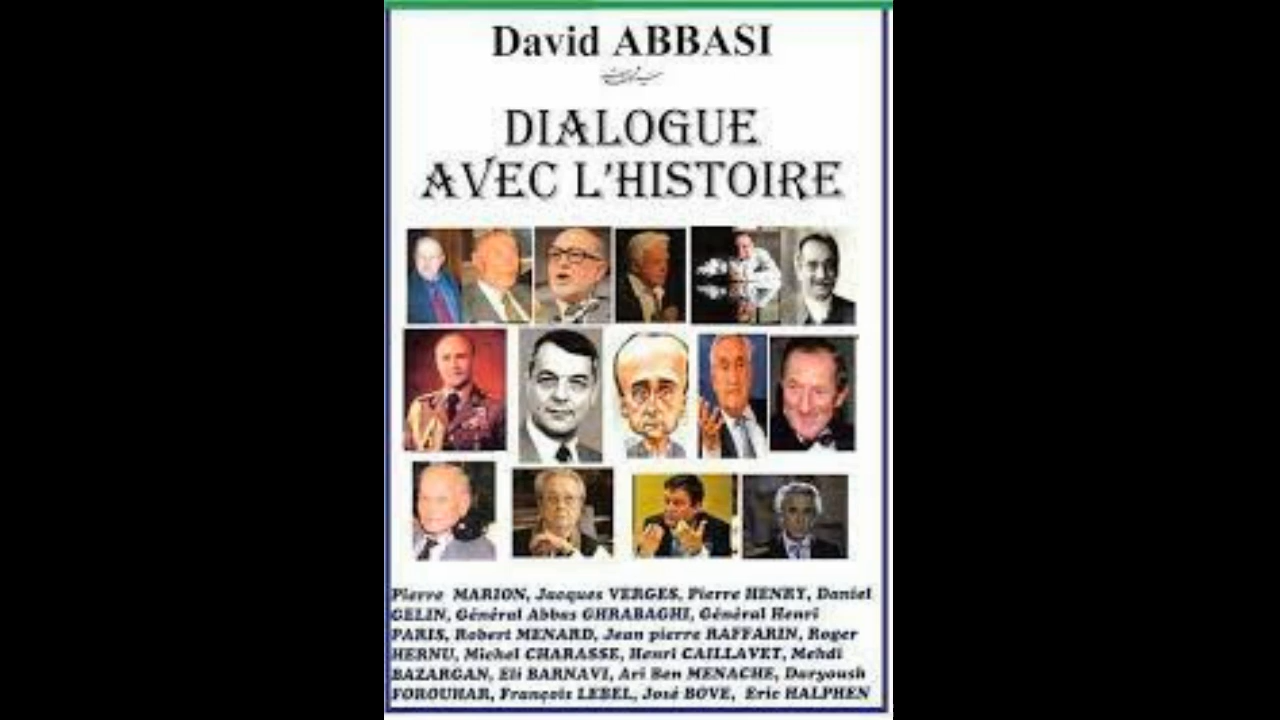 David ABBASI
DIALOGUE
AVEC L'HISTOIRE
Pierre MARION, Jacques VERGES, Pierre HENRY, Daniel
GELIN, Général Abbas GHRABAGHI, Général Henri
PARIS, Robert MENARD, Jean pierre RAFFARIN, Roger
HERNU, Michel CHARASSE, Henri CAILLAVET, Mehdi
BAZARGAN, Eli BARNAVI, Ari Ben MENACHE, Daryoush
FOROUHAR, François LEBEL, José BOVE, Eric HALPHEN